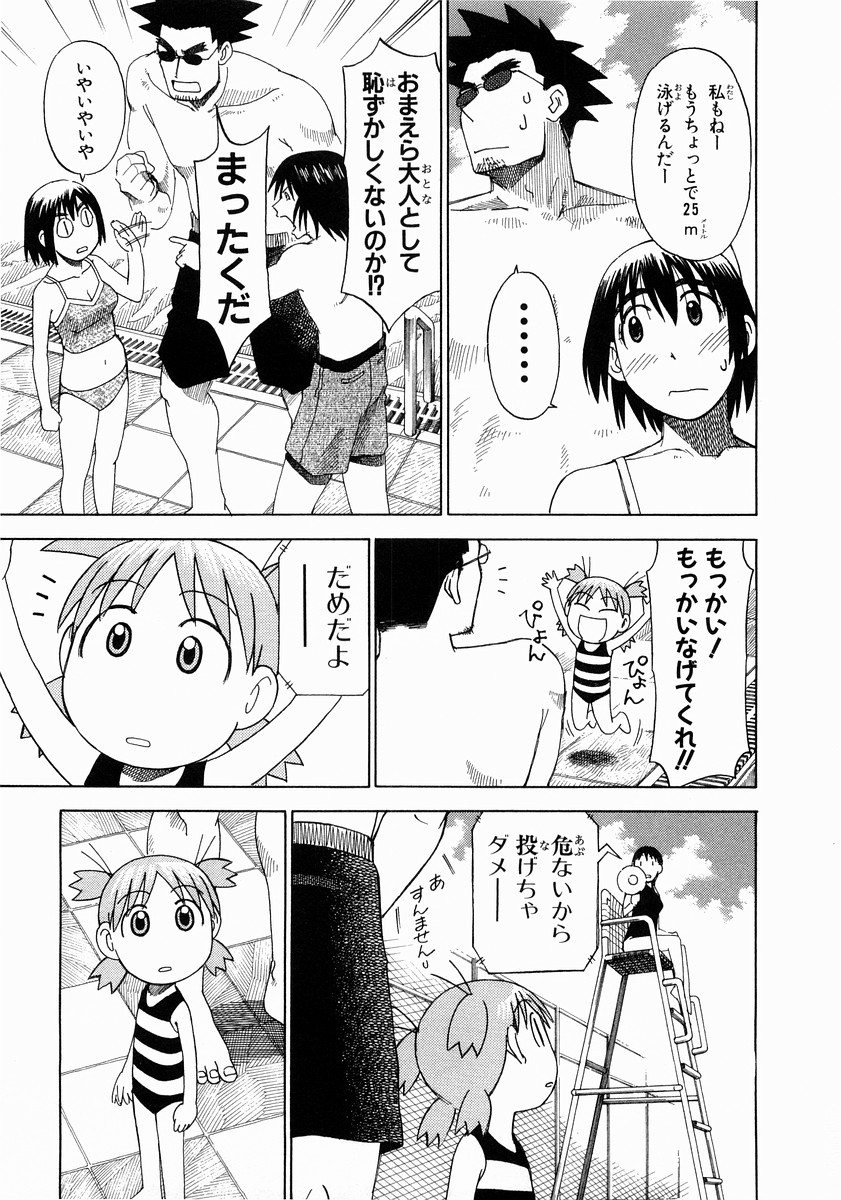 私もねー
もうちょっとで25m
泳げるんだー
・・・・・・
おまえら大人として
恥ずかしくないのか!?
まったくだ
いやいやいや
もっかい！
もっかいなげてくれ!!
ぴょん
ぴょん
だめだよ
ーー
危ないから
投げちゃ
ダメーー
あ
すんません